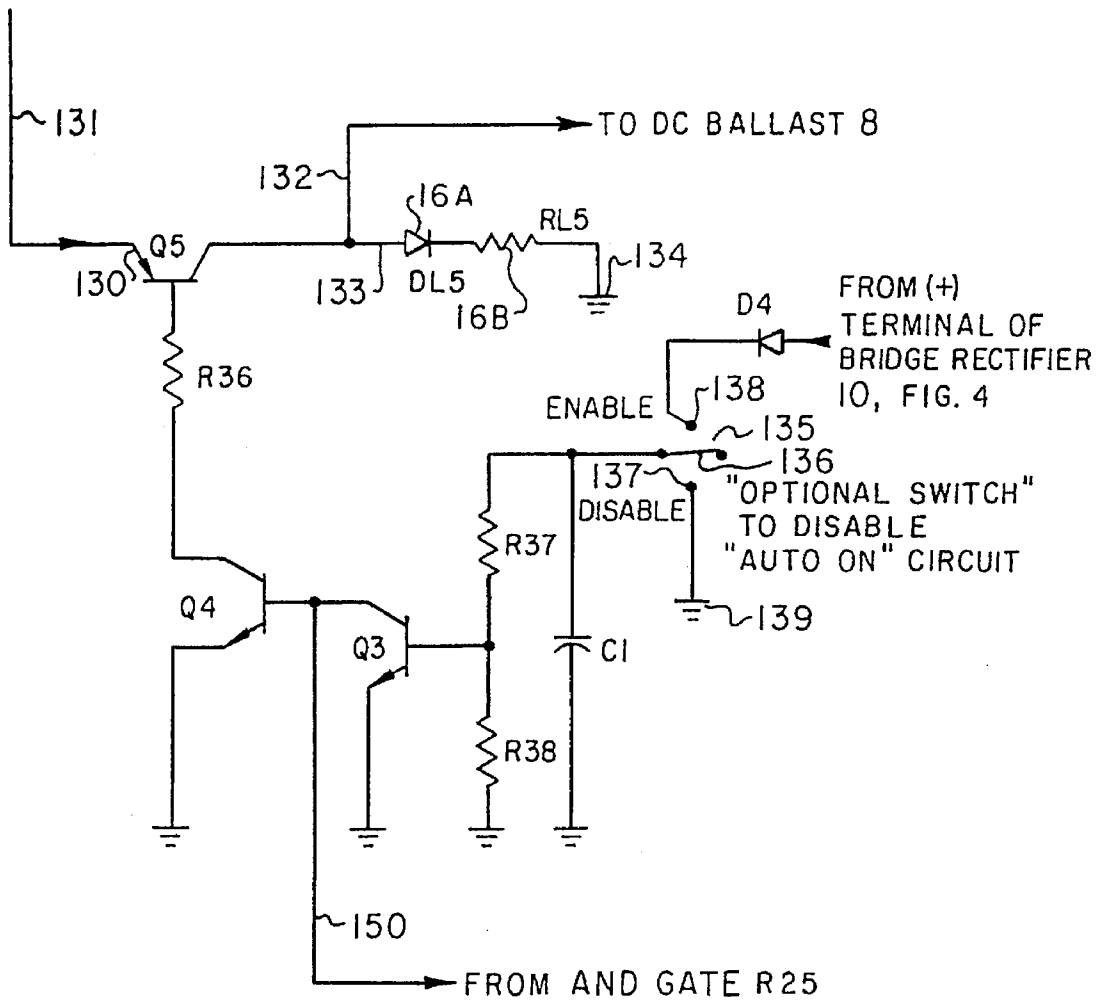 131
TO DC BALLAST 8
132
16A
RL5
Q5
130
133
DL5
134
16B
D4
FROM (+)
TERMINAL OF
BRIDGE RECTIFIER
10, FIG. 4
R36
138
ENABLE
135
136
137
DISABLE
"OPTIONAL SWITCH"
TO DISABLE
"AUTO ON" CIRCUIT
R37
Q4
139
Q3
C1
R38
150
FROM AND GATE R25